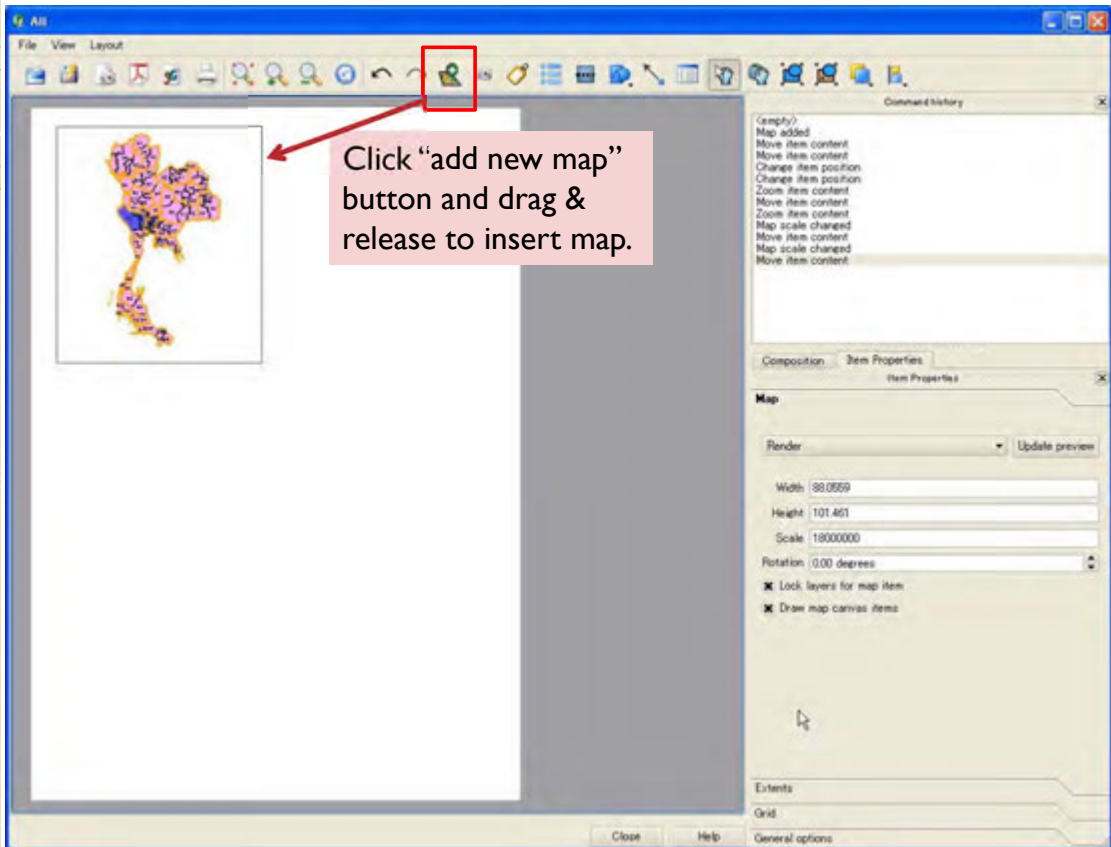 All
File View Layout
Click “add new map”
button and drag &
release to insert map.
Command history
<empty>
Map added
Move item content
Move item content
Change item position
Change item position
Zoom item content
Move item content
Zoom item content
Map scale changed
Move item content
Map scale changed
Move item content
Composition Item Properties
Item Properties
Map
Render Update preview
Width 88.0559
Height 101.461
Scale 18000000
Rotation 0.00 degrees
Lock layers for map item
Draw map canvas items
Extents
Grid
General options
Close Help